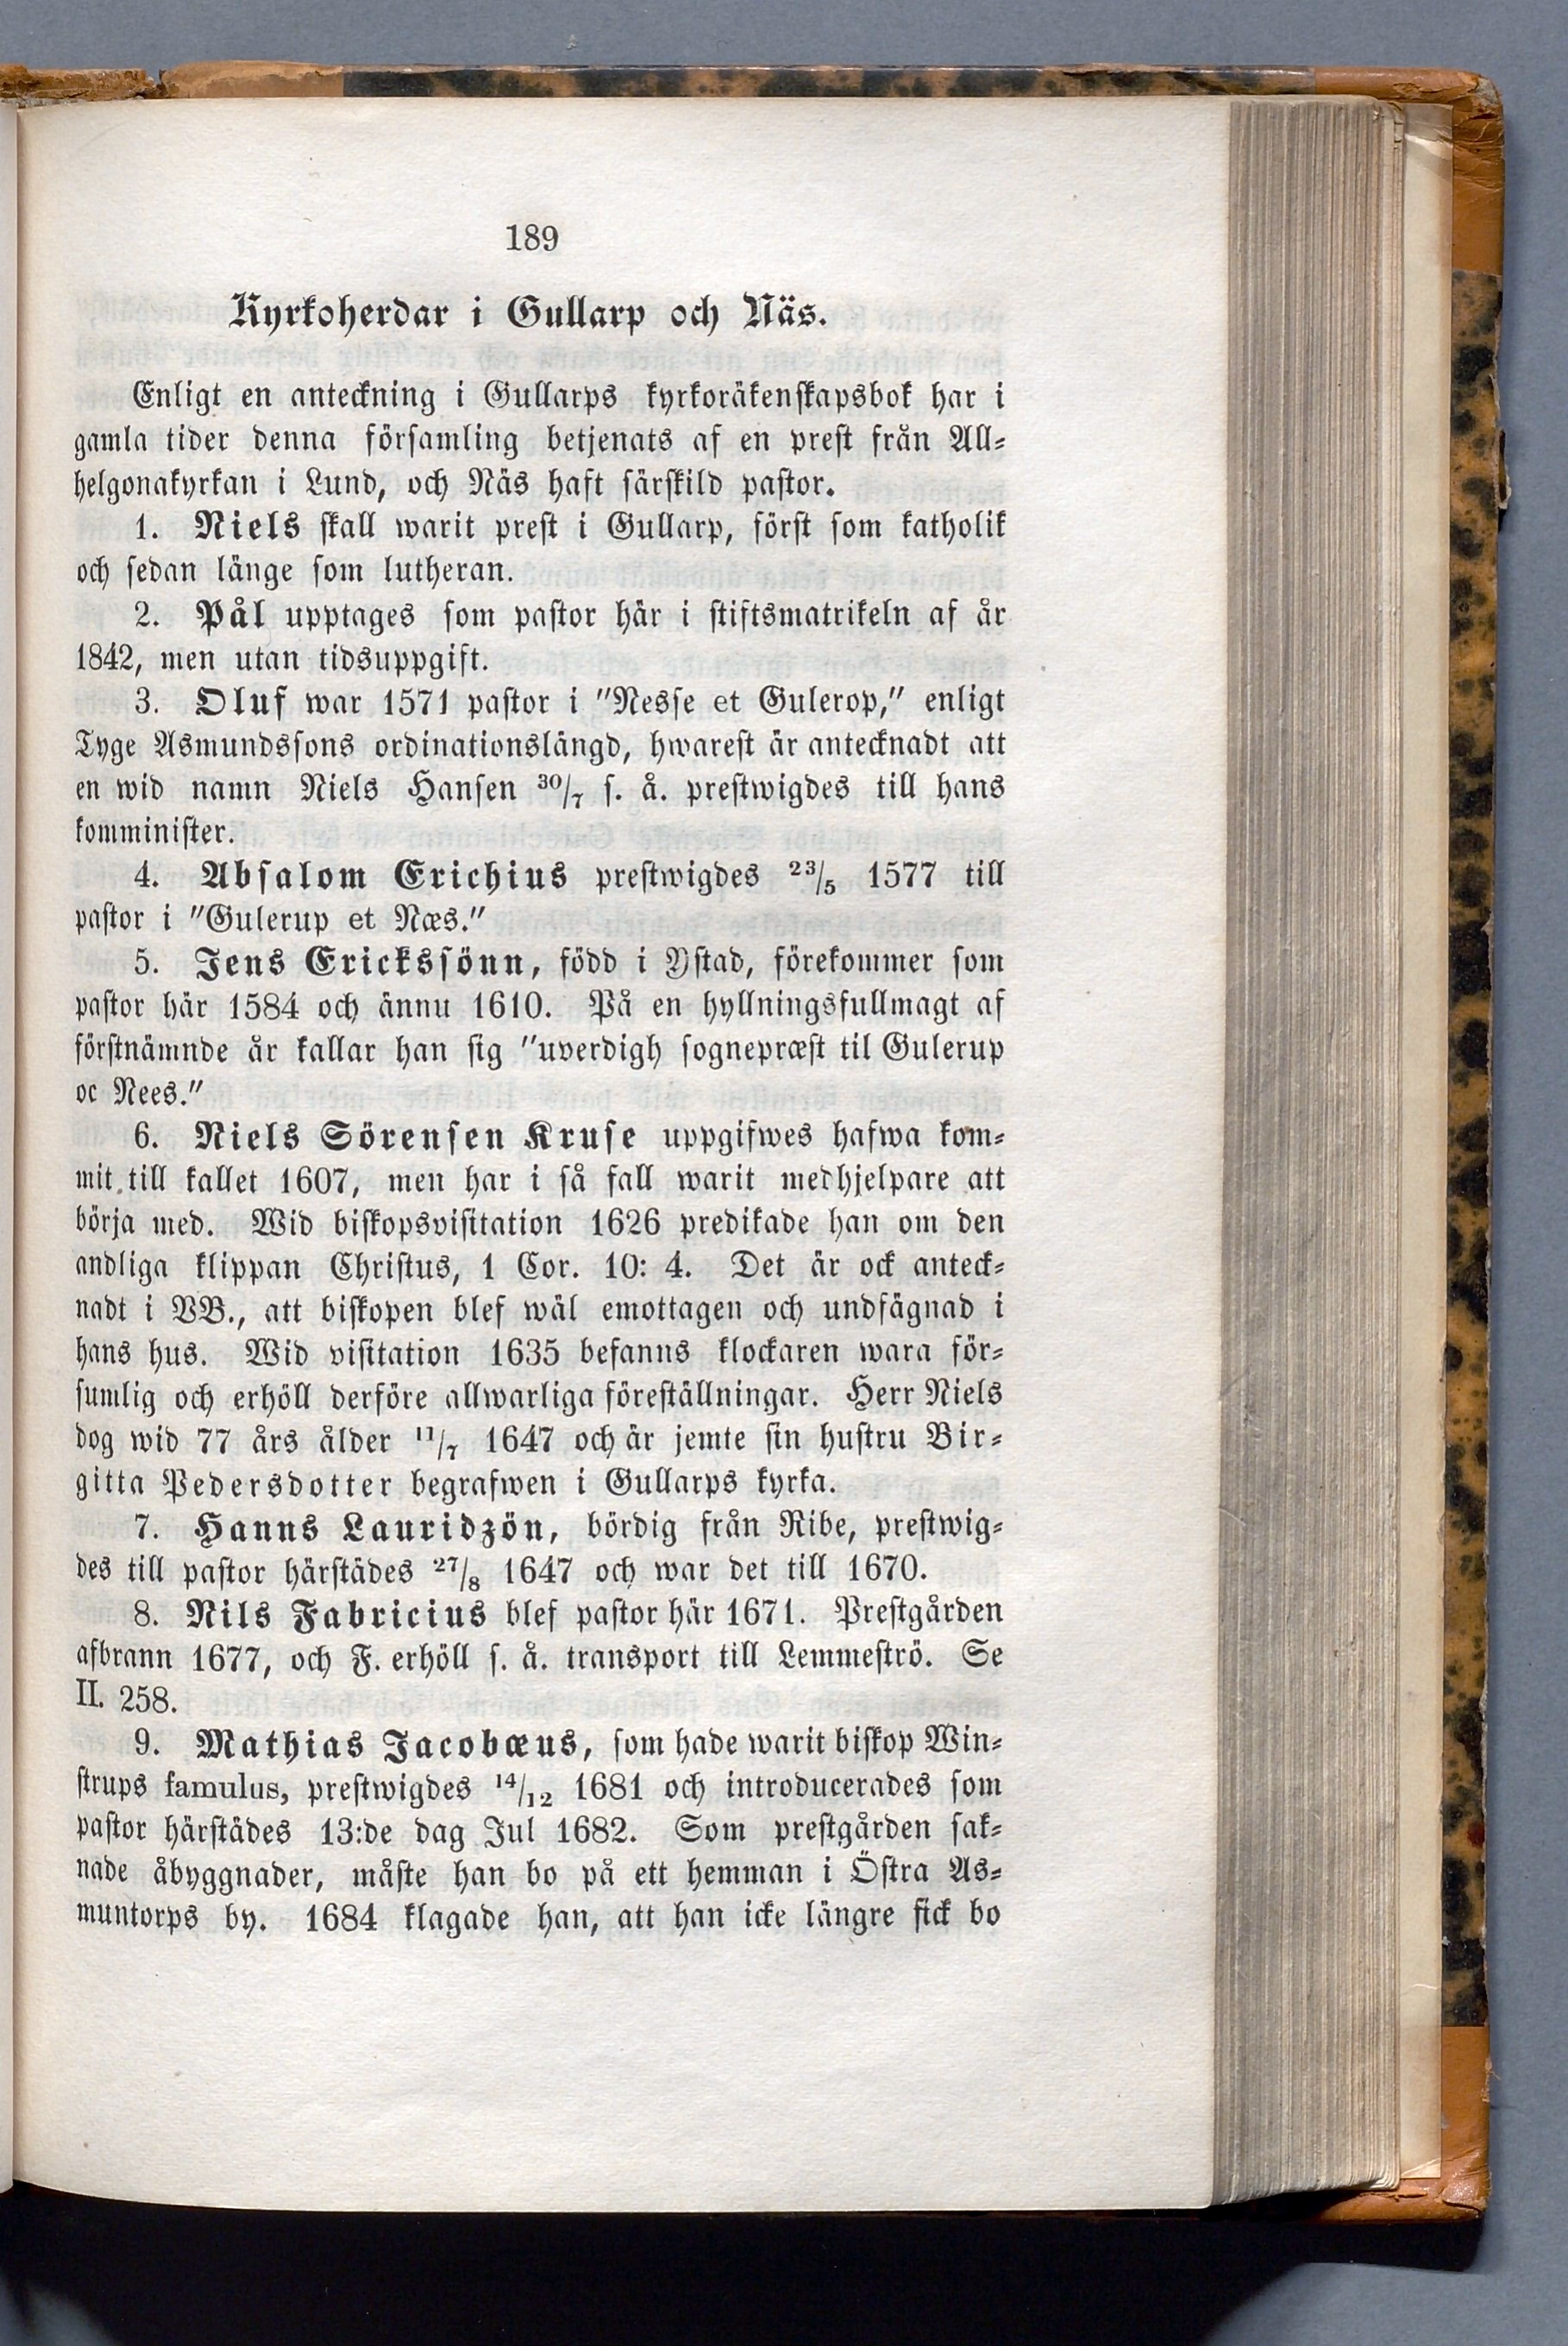 189
Kyrkoherdar i Gullarp och Näs.
Enligt en anteckning i Gullarps kyrkoräkenskapsbok har i
gamla tider denna församling betjenats af en prest från All-
helgonakyrkan i Lund, och Näs haft särskild pastor.
1. Niels skall warit prest i Gullarp, först som katholik
och sedan länge som lutheran.
2. Pål upptages som pastor här i stiftsmatrikeln af år
1842, men utan tidsuppgift.
3. Oluf war 1571 pastor i "Nesse et Gulerop," enligt
Tyge Asmundssons ordinationslängd, hwarest är antecknadt att
en wid namn Niels Hansen 30/7 s. å. prestwigdes till hans
komminister.
4. Absalom Erichius prestwigdes 23/5 1577 till
pastor i "Gulerup et Næs."
5. Jens Erickssönn, född i Ystad, förekommer som
pastor här 1584 och ännu 1610. På en hyllningsfullmagt af
förstnämnde år kallar han sig "uverdigh sognepræst til Gulerup
oc Nees."
6. Niels Sörensen Kruse uppgifwes hafwa kom-
mit till kallet 1607, men har i så fall warit medhjelpare att
börja med. Wid biskopsvisitation 1626 predikade han om den
andliga klippan Christus, 1 Cor. 10: 4. Det är ock anteck-
nadt i VB., att biskopen blef wäl emottagen och undfägnad i
hans hus. Wid visitation 1635 befanns klockaren wara för-
sumlig och erhöll derföre allwarliga föreställningar. Herr Niels
dog wid 77 års ålder 11/7 1647 och är jemte sin hustru Bir-
gitta Pedersdotter begrafwen i Gullarps kyrka.
7. Hanns Lauridzön, bördig från Ribe, prestwig-
des till pastor härstädes 27/8 1647 och war det till 1670.
8. Nils Fabricius blef pastor här 1671. Prestgården
afbrann 1677, och F. erhöll s. å. transport till Lemmeströ. Se
II. 258.
9. Mathias Jacobæus, som hade warit biskop Win-
strups famulus, prestwigdes 14/12 1681 och introducerades som
pastor härstädes 13:de dag Jul 1682. Som prestgården sak-
nade åbyggnader, måste han bo på ett hemman i Östra As-
muntorps by. 1684 klagade han, att han icke längre fick bo